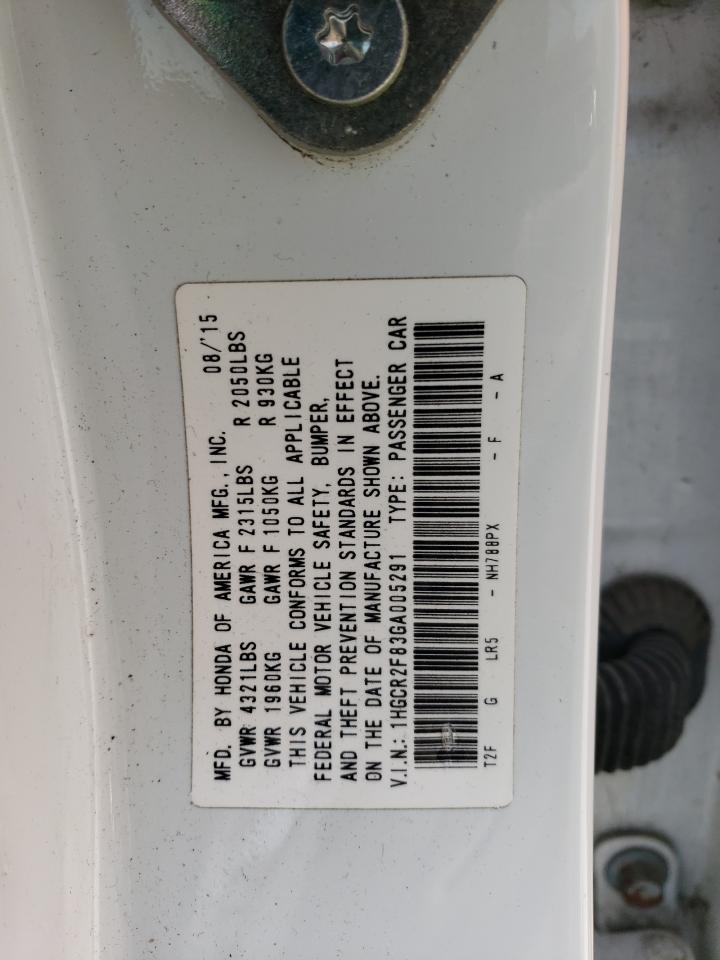 MFD. BY HONDA OF AMERICA MFG., INC. 08/'15
GVWR 4321LBS GAWR F 2315LBS R 2050LBS
GVWR 1960KG GAWR F 1050KG R 930KG
THIS VEHICLE CONFORMS TO ALL APPLICABLE
FEDERAL MOTOR VEHICLE SAFETY, BUMPER,
AND THEFT PREVENTION STANDARDS IN EFFECT
ON THE DATE OF MANUFACTURE SHOWN ABOVE.
V.I.N.: 1HGCR2F83GA005291 TYPE: PASSENGER CAR
T2F G LR5 - NH788PX - F - A